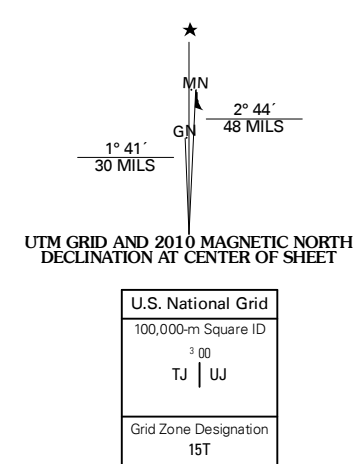 MN
2° 44´
48 MILS
GN
1° 41´
30 MILS
UTM GRID AND 2010 MAGNETIC NORTH
DECLINATION AT CENTER OF SHEET
U.S. National Grid
100,000-m Square ID
3 00
TJ UJ
Grid Zone Designation
15T